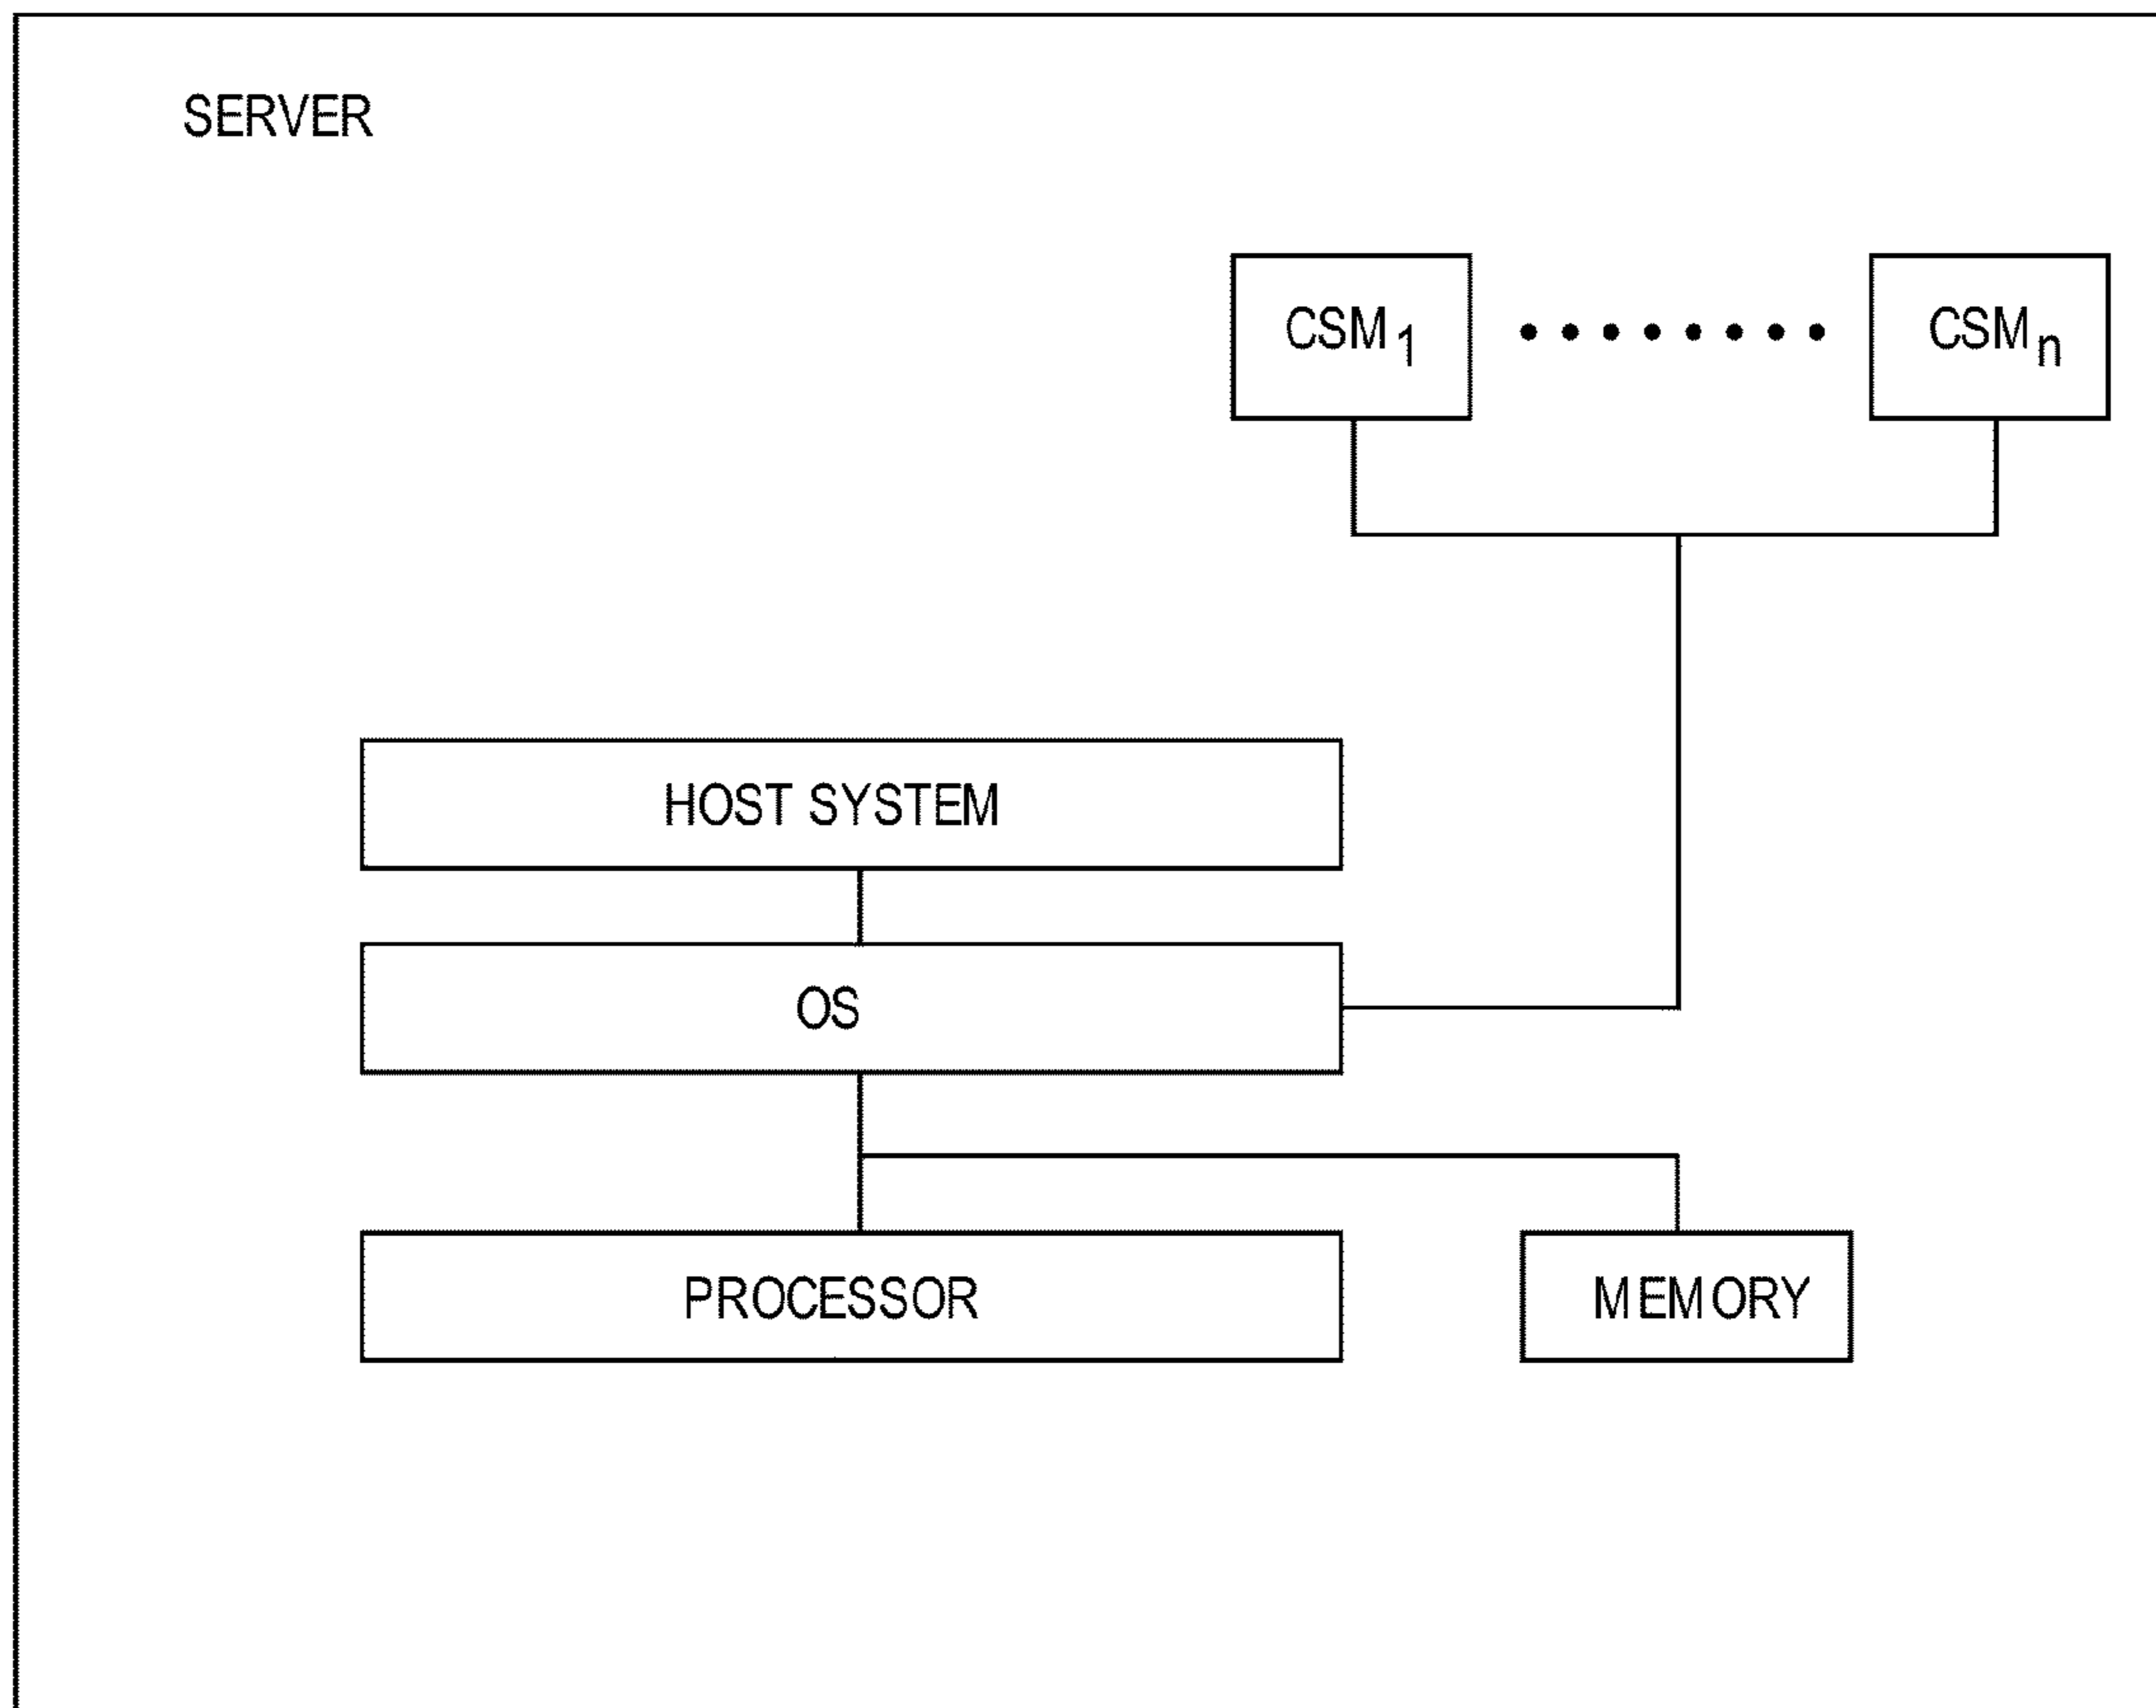 SERVER
CSM1 ........ CSMn
HOST SYSTEM
OS
PROCESSOR
MEMORY